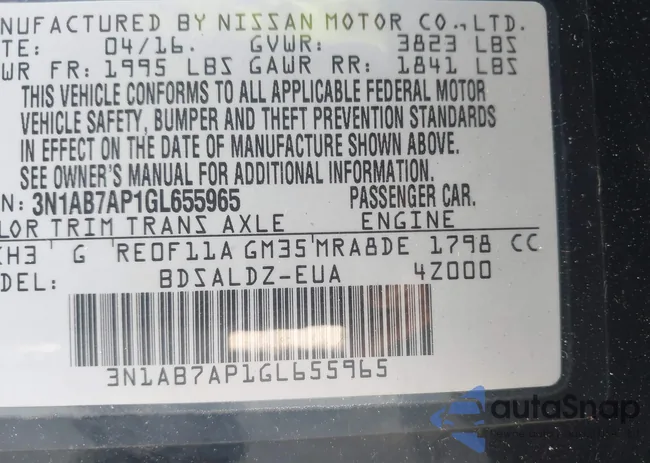 NUFACTURED BY NISSAN MOTOR CO.,LTD.
TE: 04/16. GVWR: 3823 LBS
WR FR: 1995 LBS GAWR RR: 1841 LBS
THIS VEHICLE CONFORMS TO ALL APPLICABLE FEDERAL MOTOR
VEHICLE SAFETY, BUMPER AND THEFT PREVENTION STANDARDS
IN EFFECT ON THE DATE OF MANUFACTURE SHOWN ABOVE.
SEE OWNER'S MANUAL FOR ADDITIONAL INFORMATION.
N: 3N1AB7AP1GL655965 PASSENGER CAR.
LOR TRIM TRANS AXLE ENGINE
KH3 G RE0F11A GM35 MRA8DE 1798 CC
DEL: BDSALDZ-EUA 4Z000
3N1AB7AP1GL655965
autoSnap